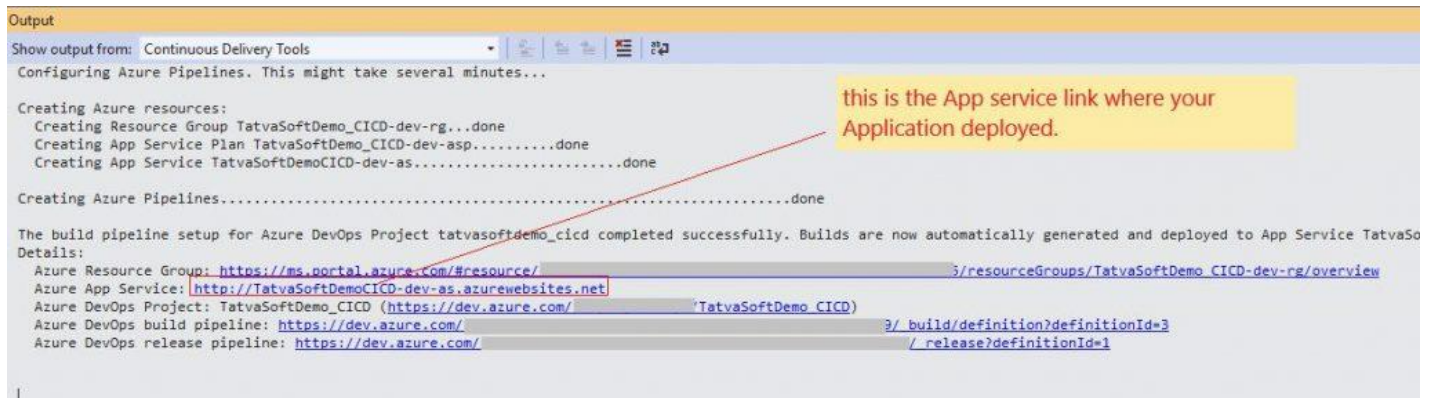 Output
Show output from: Continuous Delivery Tools
Configuring Azure Pipelines. This might take several minutes...
this is the App service link where your
Application deployed.
Creating Azure resources:
Creating Resource Group TatvaSoftDemo_CICD-dev-rg...done
Creating App Service Plan TatvaSoftDemo_CICD-dev-asp..........done
Creating App Service TatvaSoftDemoCICD-dev-as..........................done
Creating Azure Pipelines.......................................................................done
The build pipeline setup for Azure DevOps Project tatvasoftdemo_cicd completed successfully. Builds are now automatically generated and deployed to App Service TatvaSo
Details:
Azure Resource Group: https://ms.portal.azure.com/#resource/ /resourceGroups/TatvaSoftDemo_CICD-dev-rg/overview
Azure App Service: http://TatvaSoftDemoCICD-dev-as.azurewebsites.net
Azure DevOps Project: TatvaSoftDemo_CICD (https://dev.azure.com/ /TatvaSoftDemo_CICD)
Azure DevOps build pipeline: https://dev.azure.com/ /_build/definition?definitionId=3
Azure DevOps release pipeline: https://dev.azure.com/ /_release?definitionId=1